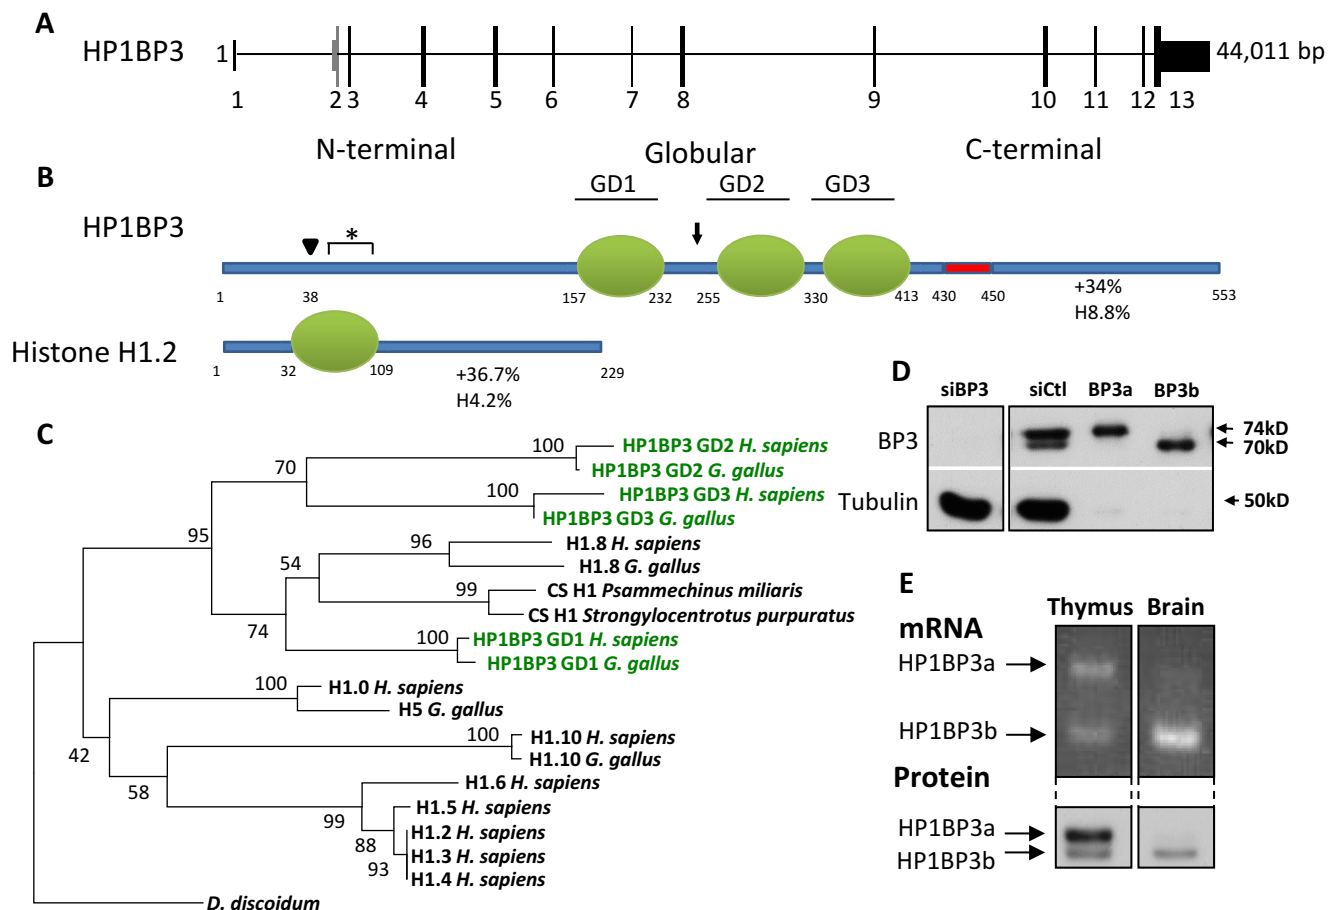 A
HP1BP3
1
44,011 bp
1 2 3 4 5 6 7 8 9 10 11 12 13
N-terminal Globular C-terminal
B
GD1 GD2 GD3
HP1BP3
*
1 38 157 232 255 330 413 430 450 553
+34%
H8.8%
Histone H1.2
1 32 109 229
+36.7%
H4.2%
C
100 HP1BP3 GD2 H. sapiens
70 HP1BP3 GD2 G. gallus
100 HP1BP3 GD3 H. sapiens
HP1BP3 GD3 G. gallus
95
96 H1.8 H. sapiens
54 H1.8 G. gallus
99 CS H1 Psammechinus miliaris
CS H1 Strongylocentrotus purpuratus
74
100 HP1BP3 GD1 H. sapiens
HP1BP3 GD1 G. gallus
100 H1.0 H. sapiens
H5 G. gallus
42
100 H1.10 H. sapiens
H1.10 G. gallus
58 H1.6 H. sapiens
99 H1.5 H. sapiens
88 H1.2 H. sapiens
93 H1.3 H. sapiens
H1.4 H. sapiens
D. discoidum
D
siBP3 siCtl BP3a BP3b
BP3 74kD
70kD
Tubulin 50kD
E
Thymus Brain
mRNA
HP1BP3a
HP1BP3b
Protein
HP1BP3a
HP1BP3b